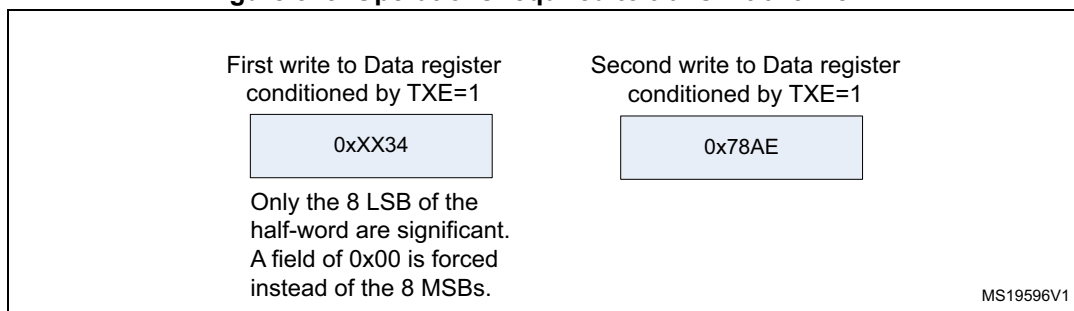 First write to Data register
conditioned by TXE=1
0xXX34
Only the 8 LSB of the
half-word are significant.
A field of 0x00 is forced
instead of the 8 MSBs.
Second write to Data register
conditioned by TXE=1
0x78AE
MS19596V1